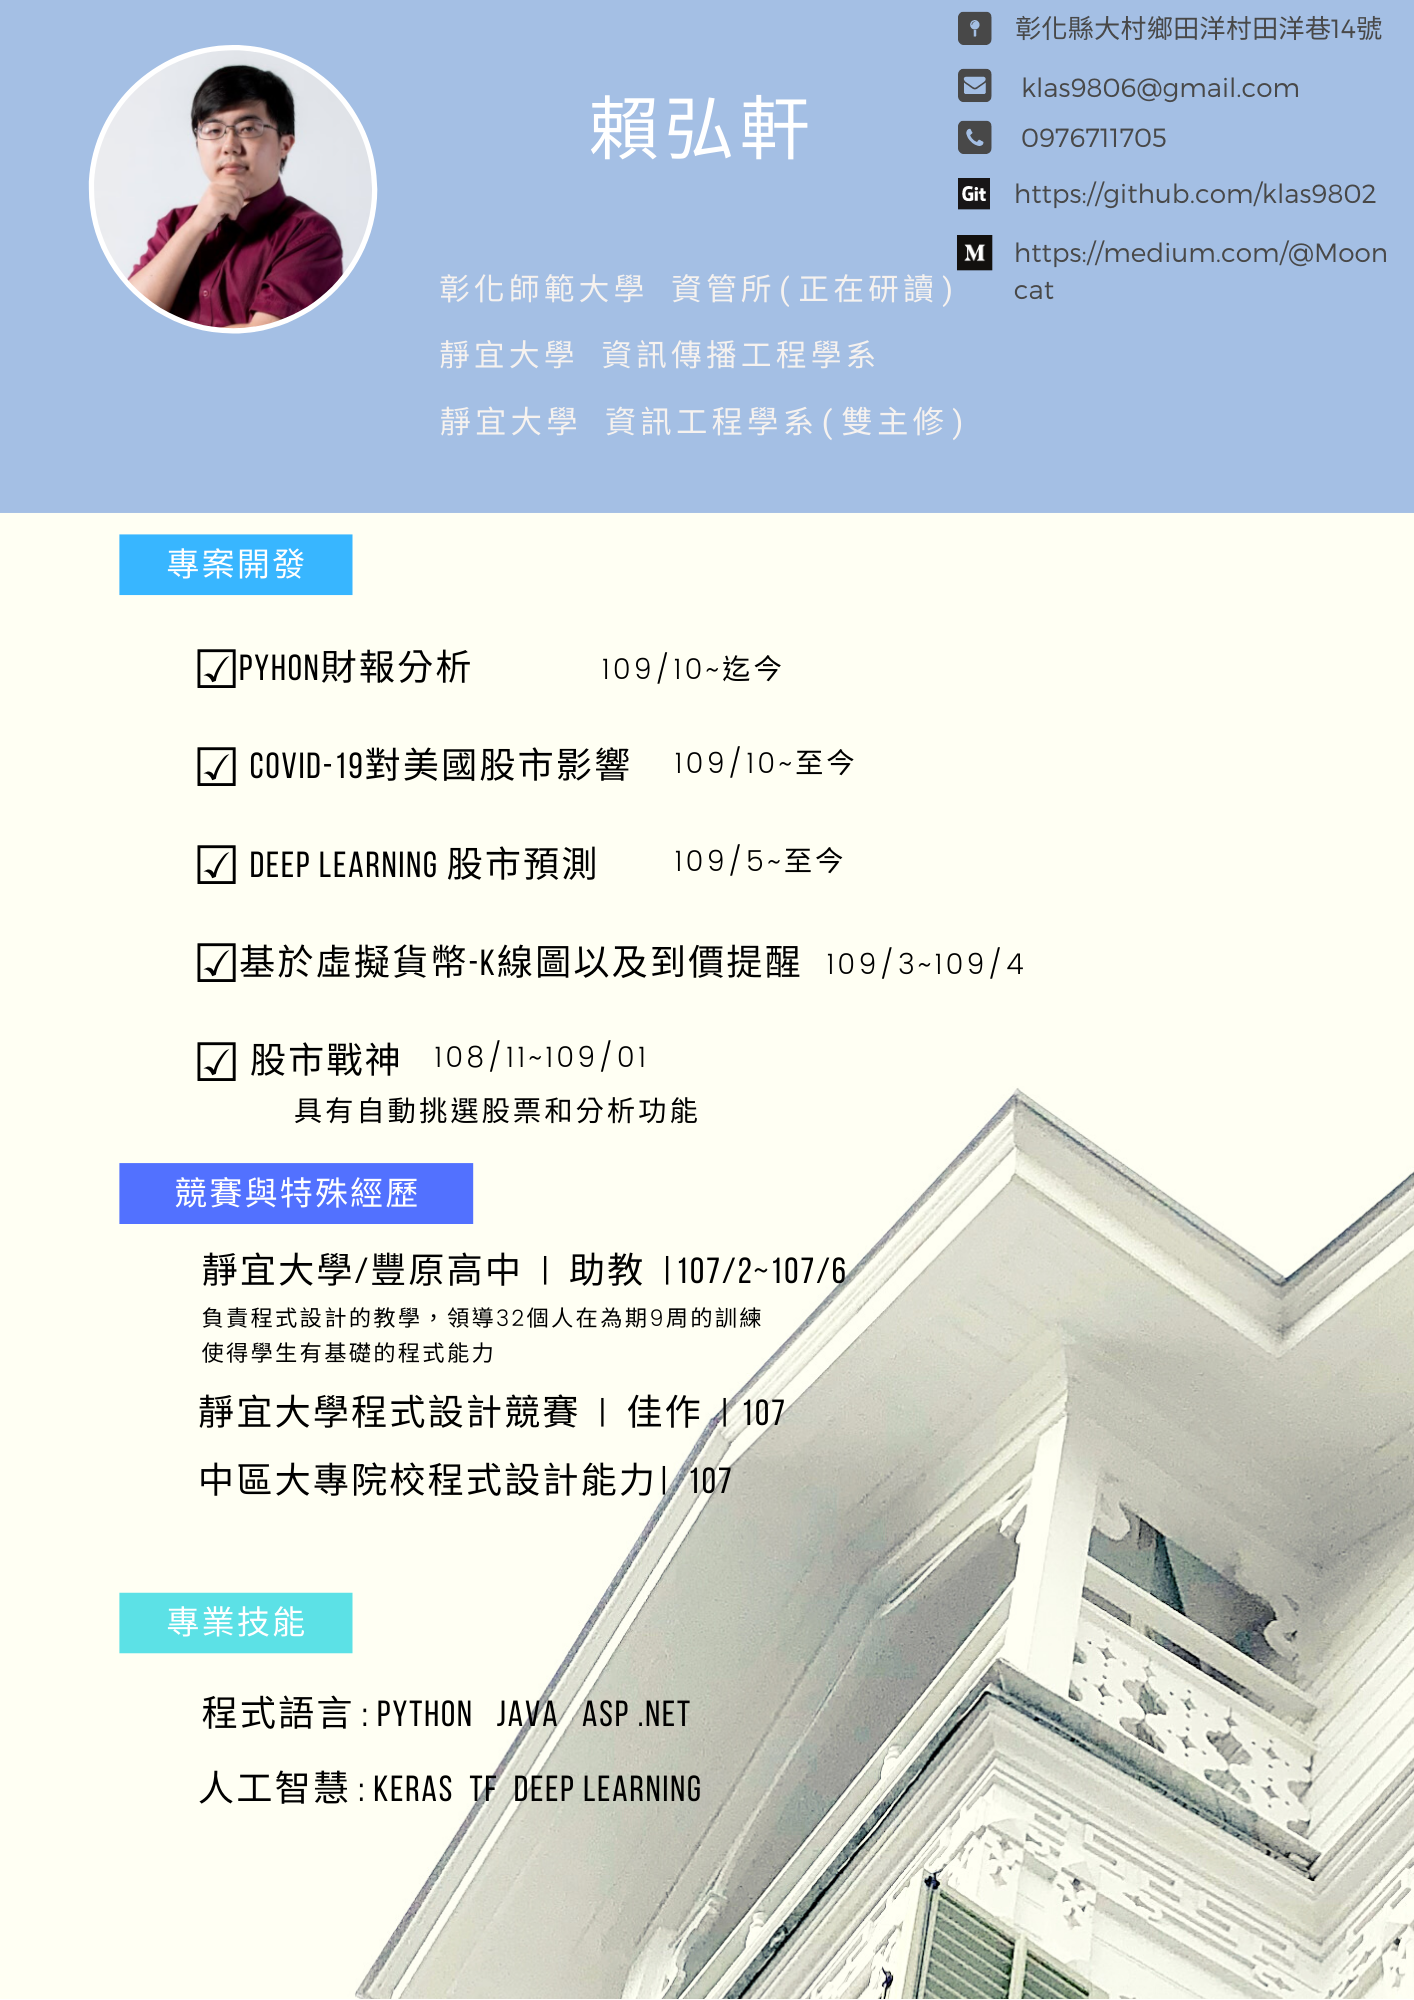 彰化縣大村鄉田洋村田洋巷14號
klas9806@gmail.com
0976711705
Git https://github.com/klas9802
M https://medium.com/@Moon
cat
賴弘軒
彰化師範大學 資管所(正在研讀)
靜宜大學 資訊傳播工程學系
靜宜大學 資訊工程學系(雙主修)
專案開發
☑PYHON財報分析 109/10~迄今
☑ COVID-19對美國股市影響 109/10~至今
☑ DEEP LEARNING 股市預測 109/5~至今
☑基於虛擬貨幣-K線圖以及到價提醒 109/3~109/4
☑ 股市戰神 108/11~109/01
具有自動挑選股票和分析功能
競賽與特殊經歷
靜宜大學/豐原高中 | 助教 |107/2~107/6
負責程式設計的教學，領導32個人在為期9周的訓練
使得學生有基礎的程式能力
靜宜大學程式設計競賽 | 佳作 | 107
中區大專院校程式設計能力| 107
專業技能
程式語言 : PYTHON JAVA ASP .NET
人工智慧 : KERAS TF DEEP LEARNING